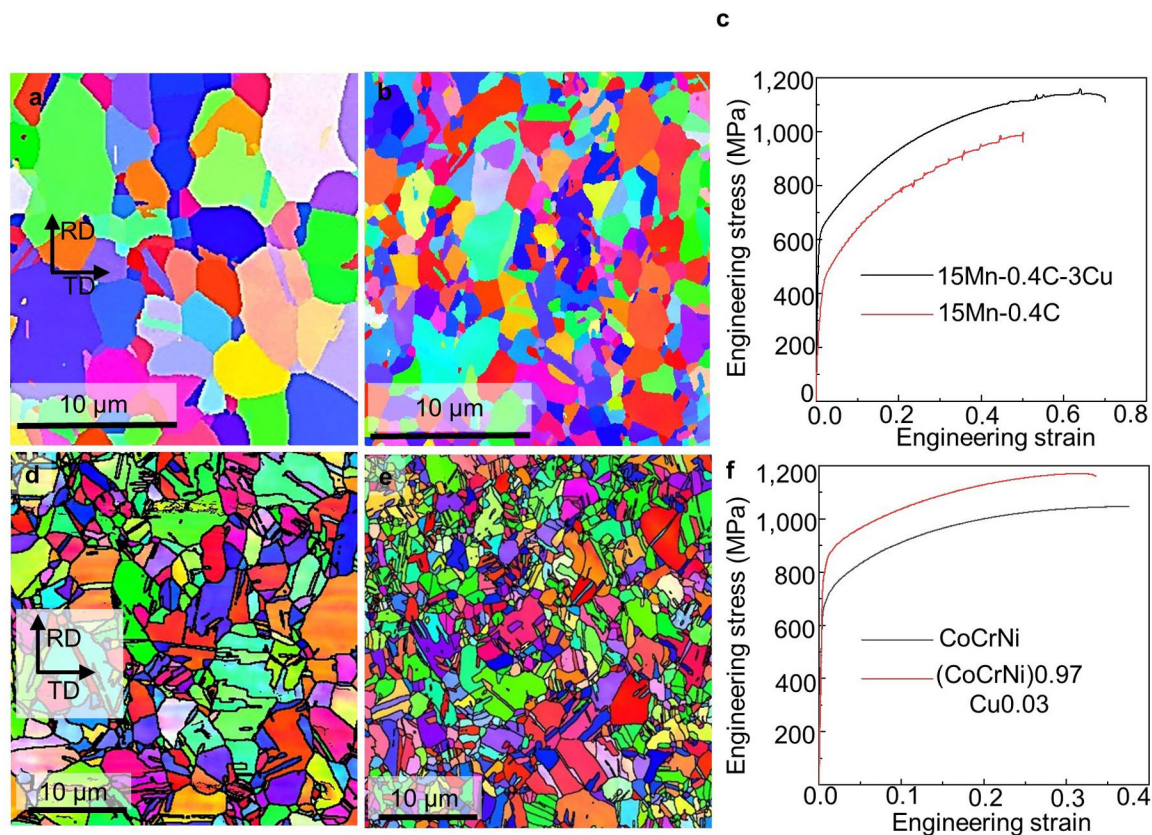 c
a
RD
TD
10 µm
b
10 µm
1,200
1,000
800
600
400
200
0
Engineering stress (MPa)
15Mn-0.4C-3Cu
15Mn-0.4C
0.0 0.2 0.4 0.6 0.8
Engineering strain
d
RD
TD
10 µm
e
10 µm
f
1,200
1,000
800
600
400
200
Engineering stress (MPa)
CoCrNi
(CoCrNi)0.97
Cu0.03
0.0 0.1 0.2 0.3 0.4
Engineering strain